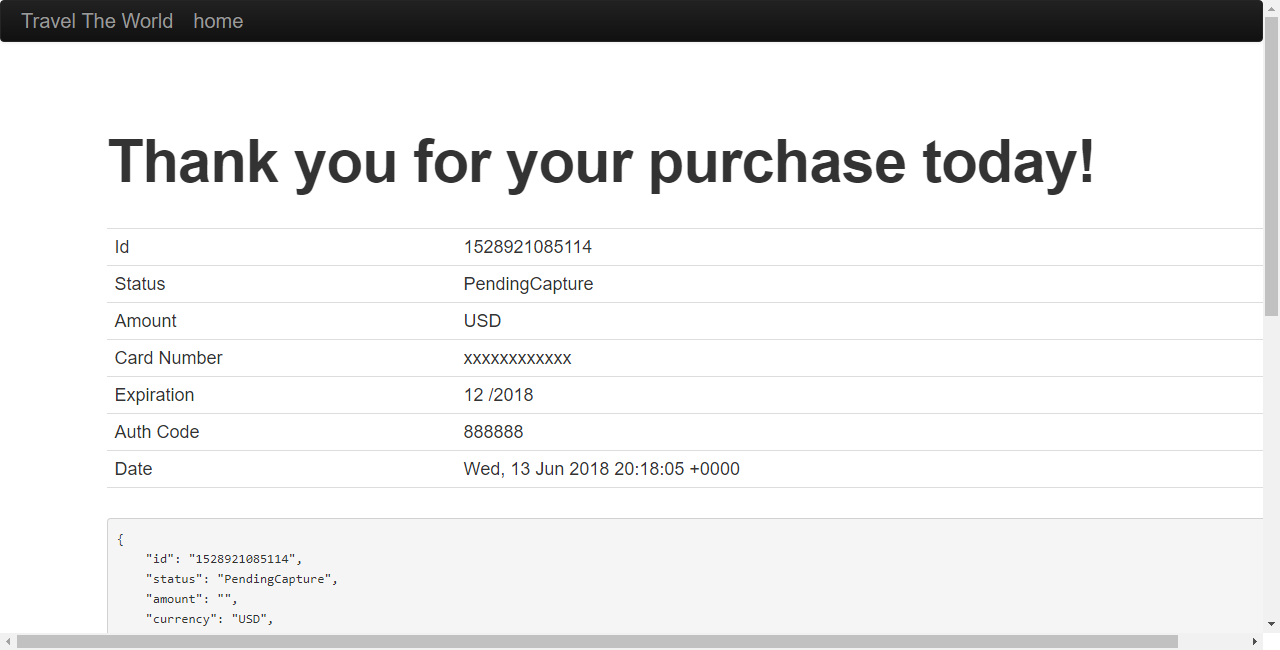 Travel The World home
Thank you for your purchase today!
Id 1528921085114
Status PendingCapture
Amount USD
Card Number xxxxxxxxxxxx
Expiration 12 /2018
Auth Code 888888
Date Wed, 13 Jun 2018 20:18:05 +0000
{
"id": "1528921085114",
"status": "PendingCapture",
"amount": "",
"currency": "USD",